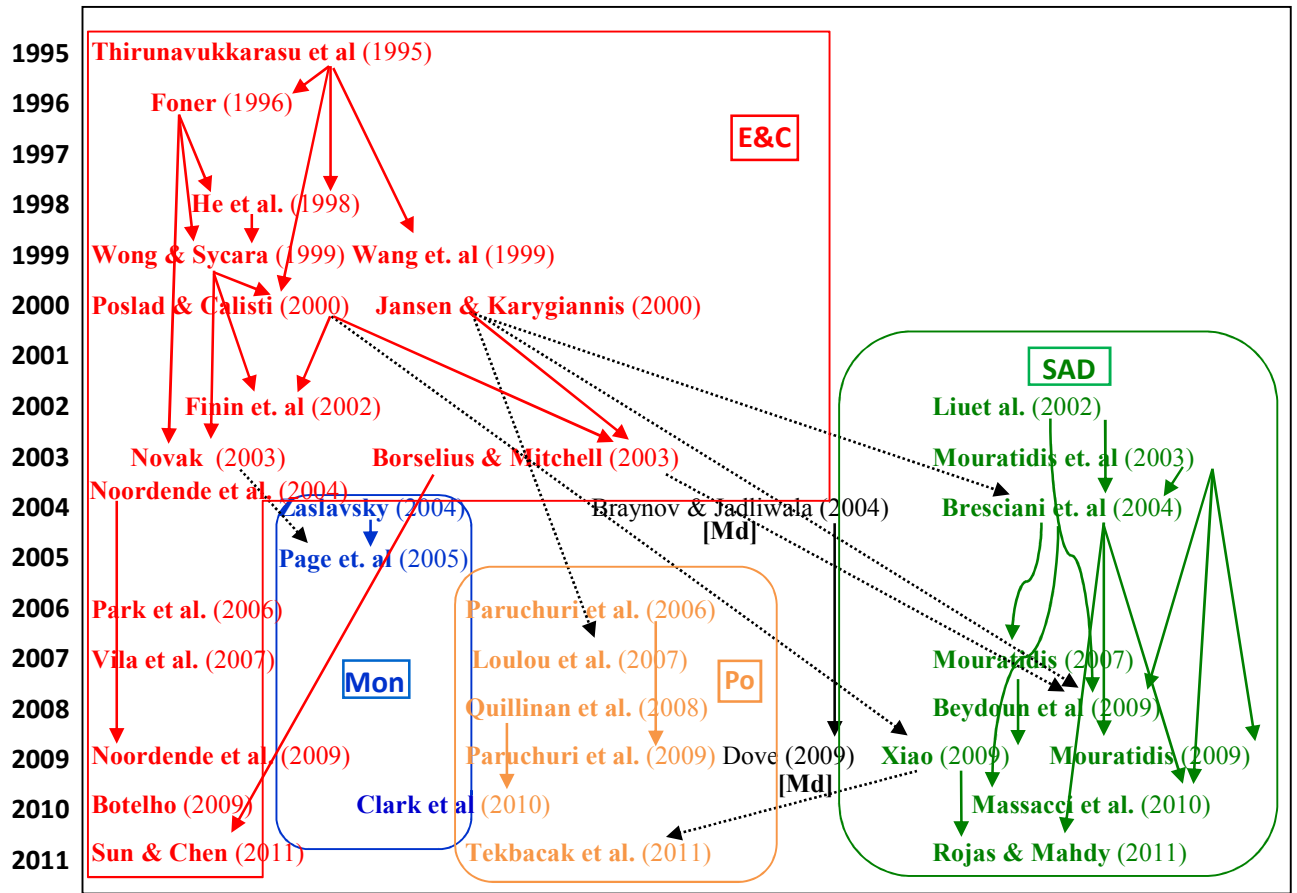 1995 Thirunavukkarasu et al (1995)
1996 Foner (1996)
E&C
1997
1998 He et al. (1998)
1999 Wong & Sycara (1999) Wang et. al (1999)
2000 Poslad & Calisti (2000) Jansen & Karygiannis (2000)
2001
SAD
2002 Finin et. al (2002) Liuet al. (2002)
2003 Novak (2003) Borselius & Mitchell (2003) Mouratidis et. al (2003)
Noordende et al. (2004)
2004 Zaslavsky (2004) Braynov & Jadliwala (2004) Bresciani et. al (2004)
[Md]
2005 Page et. al (2005)
2006 Park et al. (2006) Paruchuri et al. (2006)
2007 Vila et al. (2007) Loulou et al. (2007) Mouratidis (2007)
Mon Po
2008 Quillinan et al. (2008) Beydoun et al (2009)
2009 Noordende et al. (2009) Paruchuri et al. (2009) Dove (2009) Xiao (2009) Mouratidis (2009)
[Md]
2010 Botelho (2009) Clark et al (2010) Massacci et al. (2010)
2011 Sun & Chen (2011) Tekbacak et al. (2011) Rojas & Mahdy (2011)